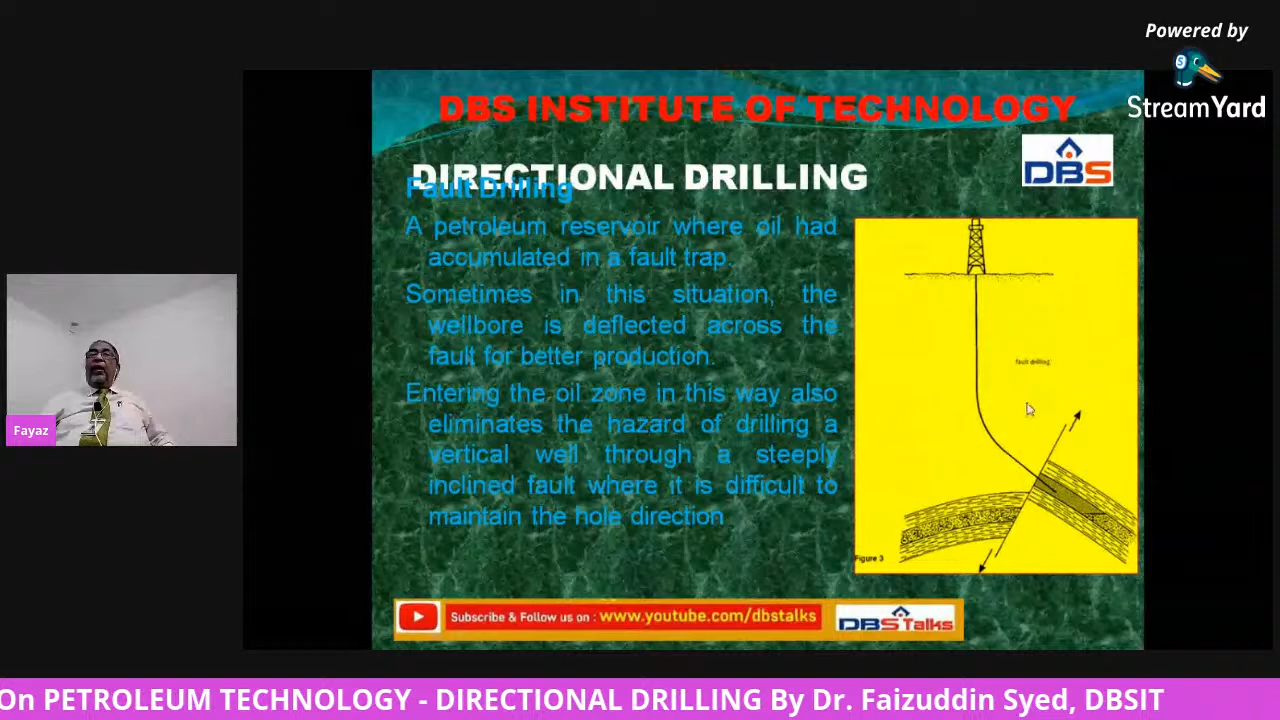 Powered by
StreamYard
DBS INSTITUTE OF TECHNOLOGY
DBS
DIRECTIONAL DRILLING
Fault Drilling
A petroleum reservoir where oil had
accumulated in a fault trap.
Sometimes in this situation, the
wellbore is deflected across the
fault for better production.
Entering the oil zone in this way also
eliminates the hazard of drilling a
vertical well through a steeply
inclined fault where it is difficult to
maintain the hole direction
fault drilling
Figure 3
Fayaz
Subscribe & Follow us on : www.youtube.com/dbstalks
DBS Talks
On PETROLEUM TECHNOLOGY - DIRECTIONAL DRILLING By Dr. Faizuddin Syed, DBSIT